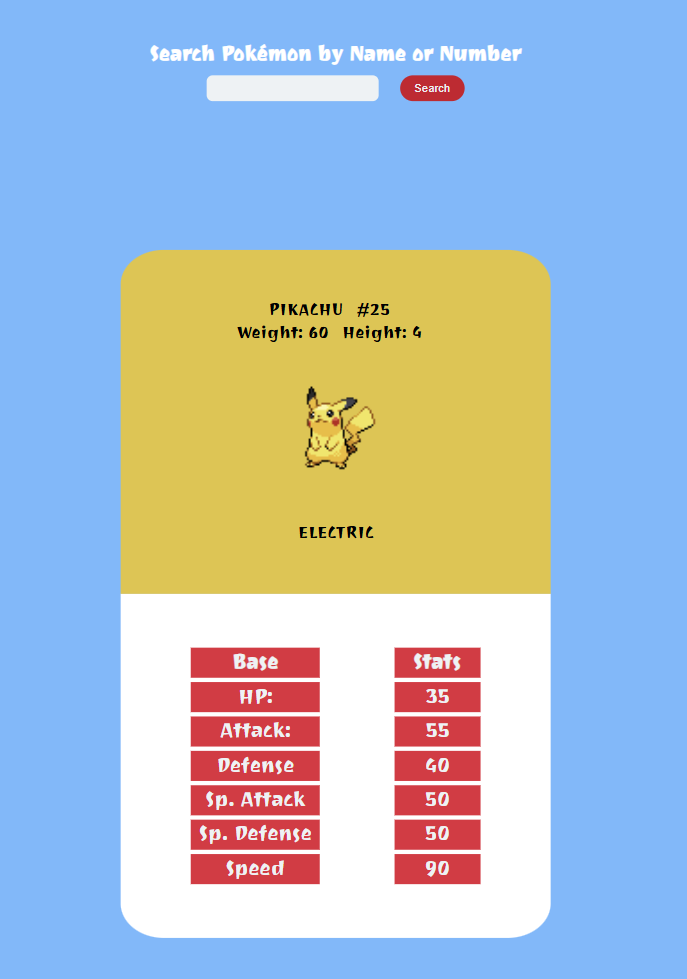 Search Pokémon by Name or Number
Search
PIKACHU #25
Weight: 60 Height: 4
ELECTRIC
Base Stats
HP: 35
Attack: 55
Defense 40
Sp. Attack 50
Sp. Defense 50
Speed 90